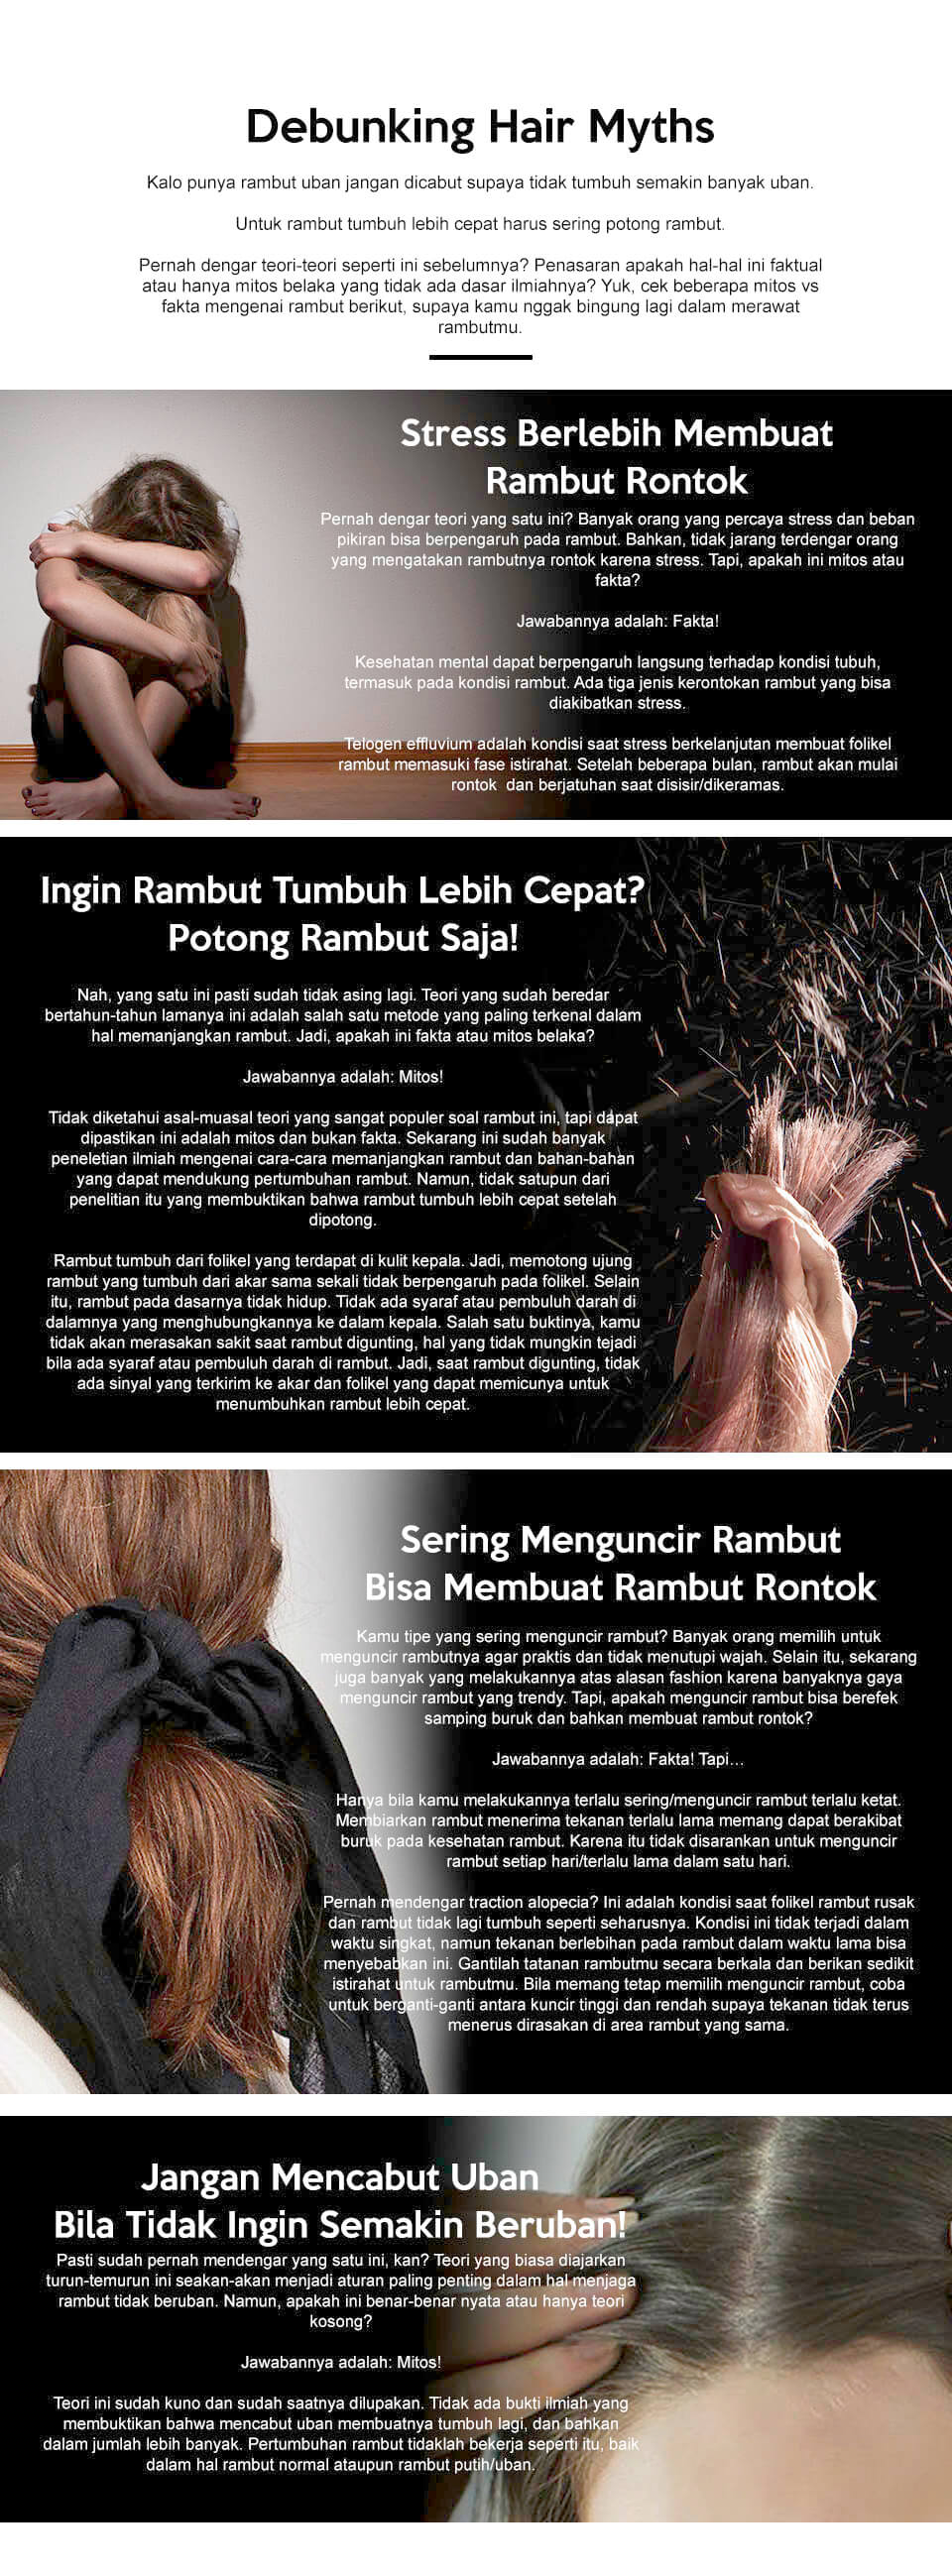 Debunking Hair Myths
Kalo punya rambut uban jangan dicabut supaya tidak tumbuh semakin banyak uban.
Untuk rambut tumbuh lebih cepat harus sering potong rambut.
Pernah dengar teori-teori seperti ini sebelumnya? Penasaran apakah hal-hal ini faktual
atau hanya mitos belaka yang tidak ada dasar ilmiahnya? Yuk, cek beberapa mitos vs
fakta mengenai rambut berikut, supaya kamu nggak bingung lagi dalam merawat
rambutmu.
Stress Berlebih Membuat
Rambut Rontok
Pernah dengar teori yang satu ini? Banyak orang yang percaya stress dan beban
pikiran bisa berpengaruh pada rambut. Bahkan, tidak jarang terdengar orang
yang mengatakan rambutnya rontok karena stress. Tapi, apakah ini mitos atau
fakta?
Jawabannya adalah: Fakta!
Kesehatan mental dapat berpengaruh langsung terhadap kondisi tubuh,
termasuk pada kondisi rambut. Ada tiga jenis kerontokan rambut yang bisa
diakibatkan stress.
Telogen effluvium adalah kondisi saat stress berkelanjutan membuat folikel
rambut memasuki fase istirahat. Setelah beberapa bulan, rambut akan mulai
rontok  dan berjatuhan saat disisir/dikeramas.
Ingin Rambut Tumbuh Lebih Cepat?
Potong Rambut Saja!
Nah, yang satu ini pasti sudah tidak asing lagi. Teori yang sudah beredar
bertahun-tahun lamanya ini adalah salah satu metode yang paling terkenal dalam
hal memanjangkan rambut. Jadi, apakah ini fakta atau mitos belaka?
Jawabannya adalah: Mitos!
Tidak diketahui asal-muasal teori yang sangat populer soal rambut ini, tapi dapat
dipastikan ini adalah mitos dan bukan fakta. Sekarang ini sudah banyak
peneletian ilmiah mengenai cara-cara memanjangkan rambut dan bahan-bahan
yang dapat mendukung pertumbuhan rambut. Namun, tidak satupun dari
penelitian itu yang membuktikan bahwa rambut tumbuh lebih cepat setelah
dipotong.
Rambut tumbuh dari folikel yang terdapat di kulit kepala. Jadi, memotong ujung
rambut yang tumbuh dari akar sama sekali tidak berpengaruh pada folikel. Selain
itu, rambut pada dasarnya tidak hidup. Tidak ada syaraf atau pembuluh darah di
dalamnya yang menghubungkannya ke dalam kepala. Salah satu buktinya, kamu
tidak akan merasakan sakit saat rambut digunting, hal yang tidak mungkin tejadi
bila ada syaraf atau pembuluh darah di rambut. Jadi, saat rambut digunting, tidak
ada sinyal yang terkirim ke akar dan folikel yang dapat memicunya untuk
menumbuhkan rambut lebih cepat.
Sering Menguncir Rambut
Bisa Membuat Rambut Rontok
Kamu tipe yang sering menguncir rambut? Banyak orang memilih untuk
menguncir rambutnya agar praktis dan tidak menutupi wajah. Selain itu, sekarang
juga banyak yang melakukannya atas alasan fashion karena banyaknya gaya
menguncir rambut yang trendy. Tapi, apakah menguncir rambut bisa berefek
samping buruk dan bahkan membuat rambut rontok?
Jawabannya adalah: Fakta! Tapi…
Hanya bila kamu melakukannya terlalu sering/menguncir rambut terlalu ketat.
Membiarkan rambut menerima tekanan terlalu lama memang dapat berakibat
buruk pada kesehatan rambut. Karena itu tidak disarankan untuk menguncir
rambut setiap hari/terlalu lama dalam satu hari.
Pernah mendengar traction alopecia? Ini adalah kondisi saat folikel rambut rusak
dan rambut tidak lagi tumbuh seperti seharusnya. Kondisi ini tidak terjadi dalam
waktu singkat, namun tekanan berlebihan pada rambut dalam waktu lama bisa
menyebabkan ini. Gantilah tatanan rambutmu secara berkala dan berikan sedikit
istirahat untuk rambutmu. Bila memang tetap memilih menguncir rambut, coba
untuk berganti-ganti antara kuncir tinggi dan rendah supaya tekanan tidak terus
menerus dirasakan di area rambut yang sama.
Jangan Mencabut Uban
Bila Tidak Ingin Semakin Beruban!
Pasti sudah pernah mendengar yang satu ini, kan? Teori yang biasa diajarkan
turun-temurun ini seakan-akan menjadi aturan paling penting dalam hal menjaga
rambut tidak beruban. Namun, apakah ini benar-benar nyata atau hanya teori
kosong?
Jawabannya adalah: Mitos!
Teori ini sudah kuno dan sudah saatnya dilupakan. Tidak ada bukti ilmiah yang
membuktikan bahwa mencabut uban membuatnya tumbuh lagi, dan bahkan
dalam jumlah lebih banyak. Pertumbuhan rambut tidaklah bekerja seperti itu, baik
dalam hal rambut normal ataupun rambut putih/uban.